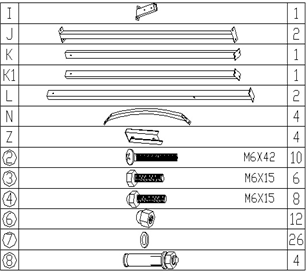 I 1
J 2
K 1
K1 1
L 2
N 4
Z 4
② M6X42 10
③ M6X15 6
④ M6X15 8
⑥ 12
⑦ 26
⑧ 4